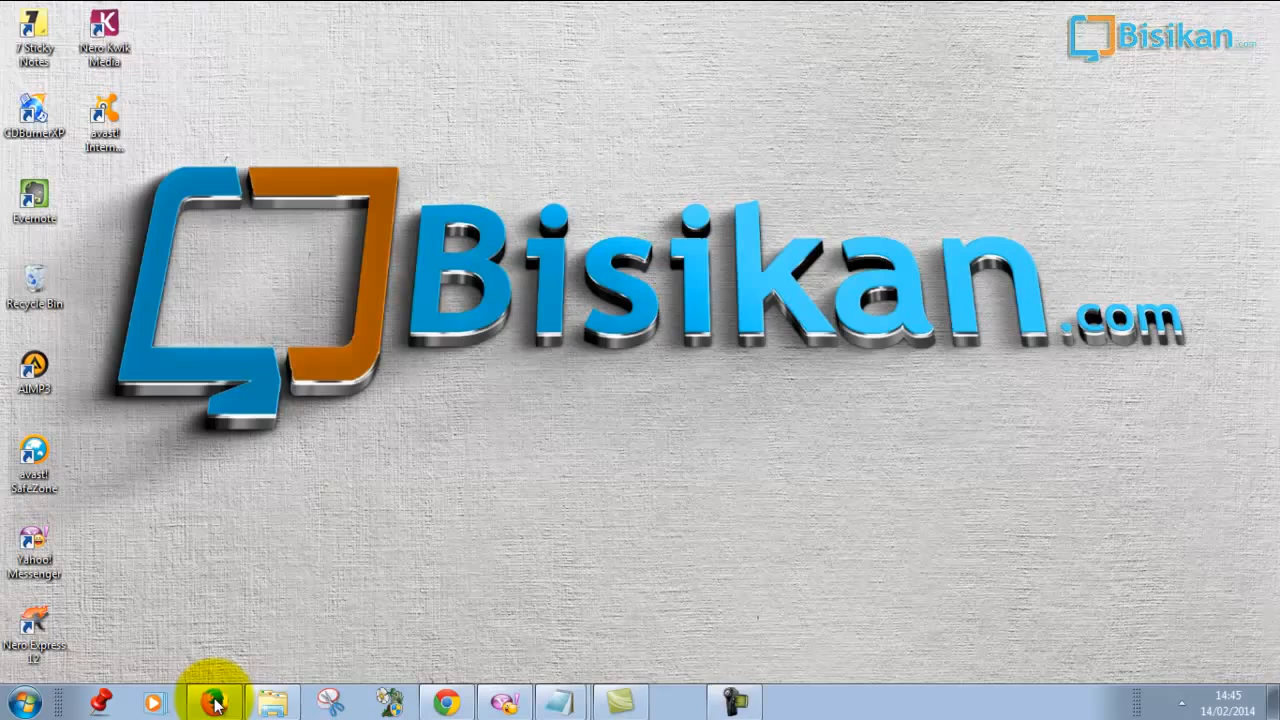 7 Sticky
Notes
Nero Kwik
Media
CDBurnerXP
avast!
Intern...
Evernote
Recycle Bin
AIMP3
avast!
SafeZone
Yahoo!
Messenger
Nero Express
12
Bisikan.com
Bisikan.com
14:45
14/02/2014